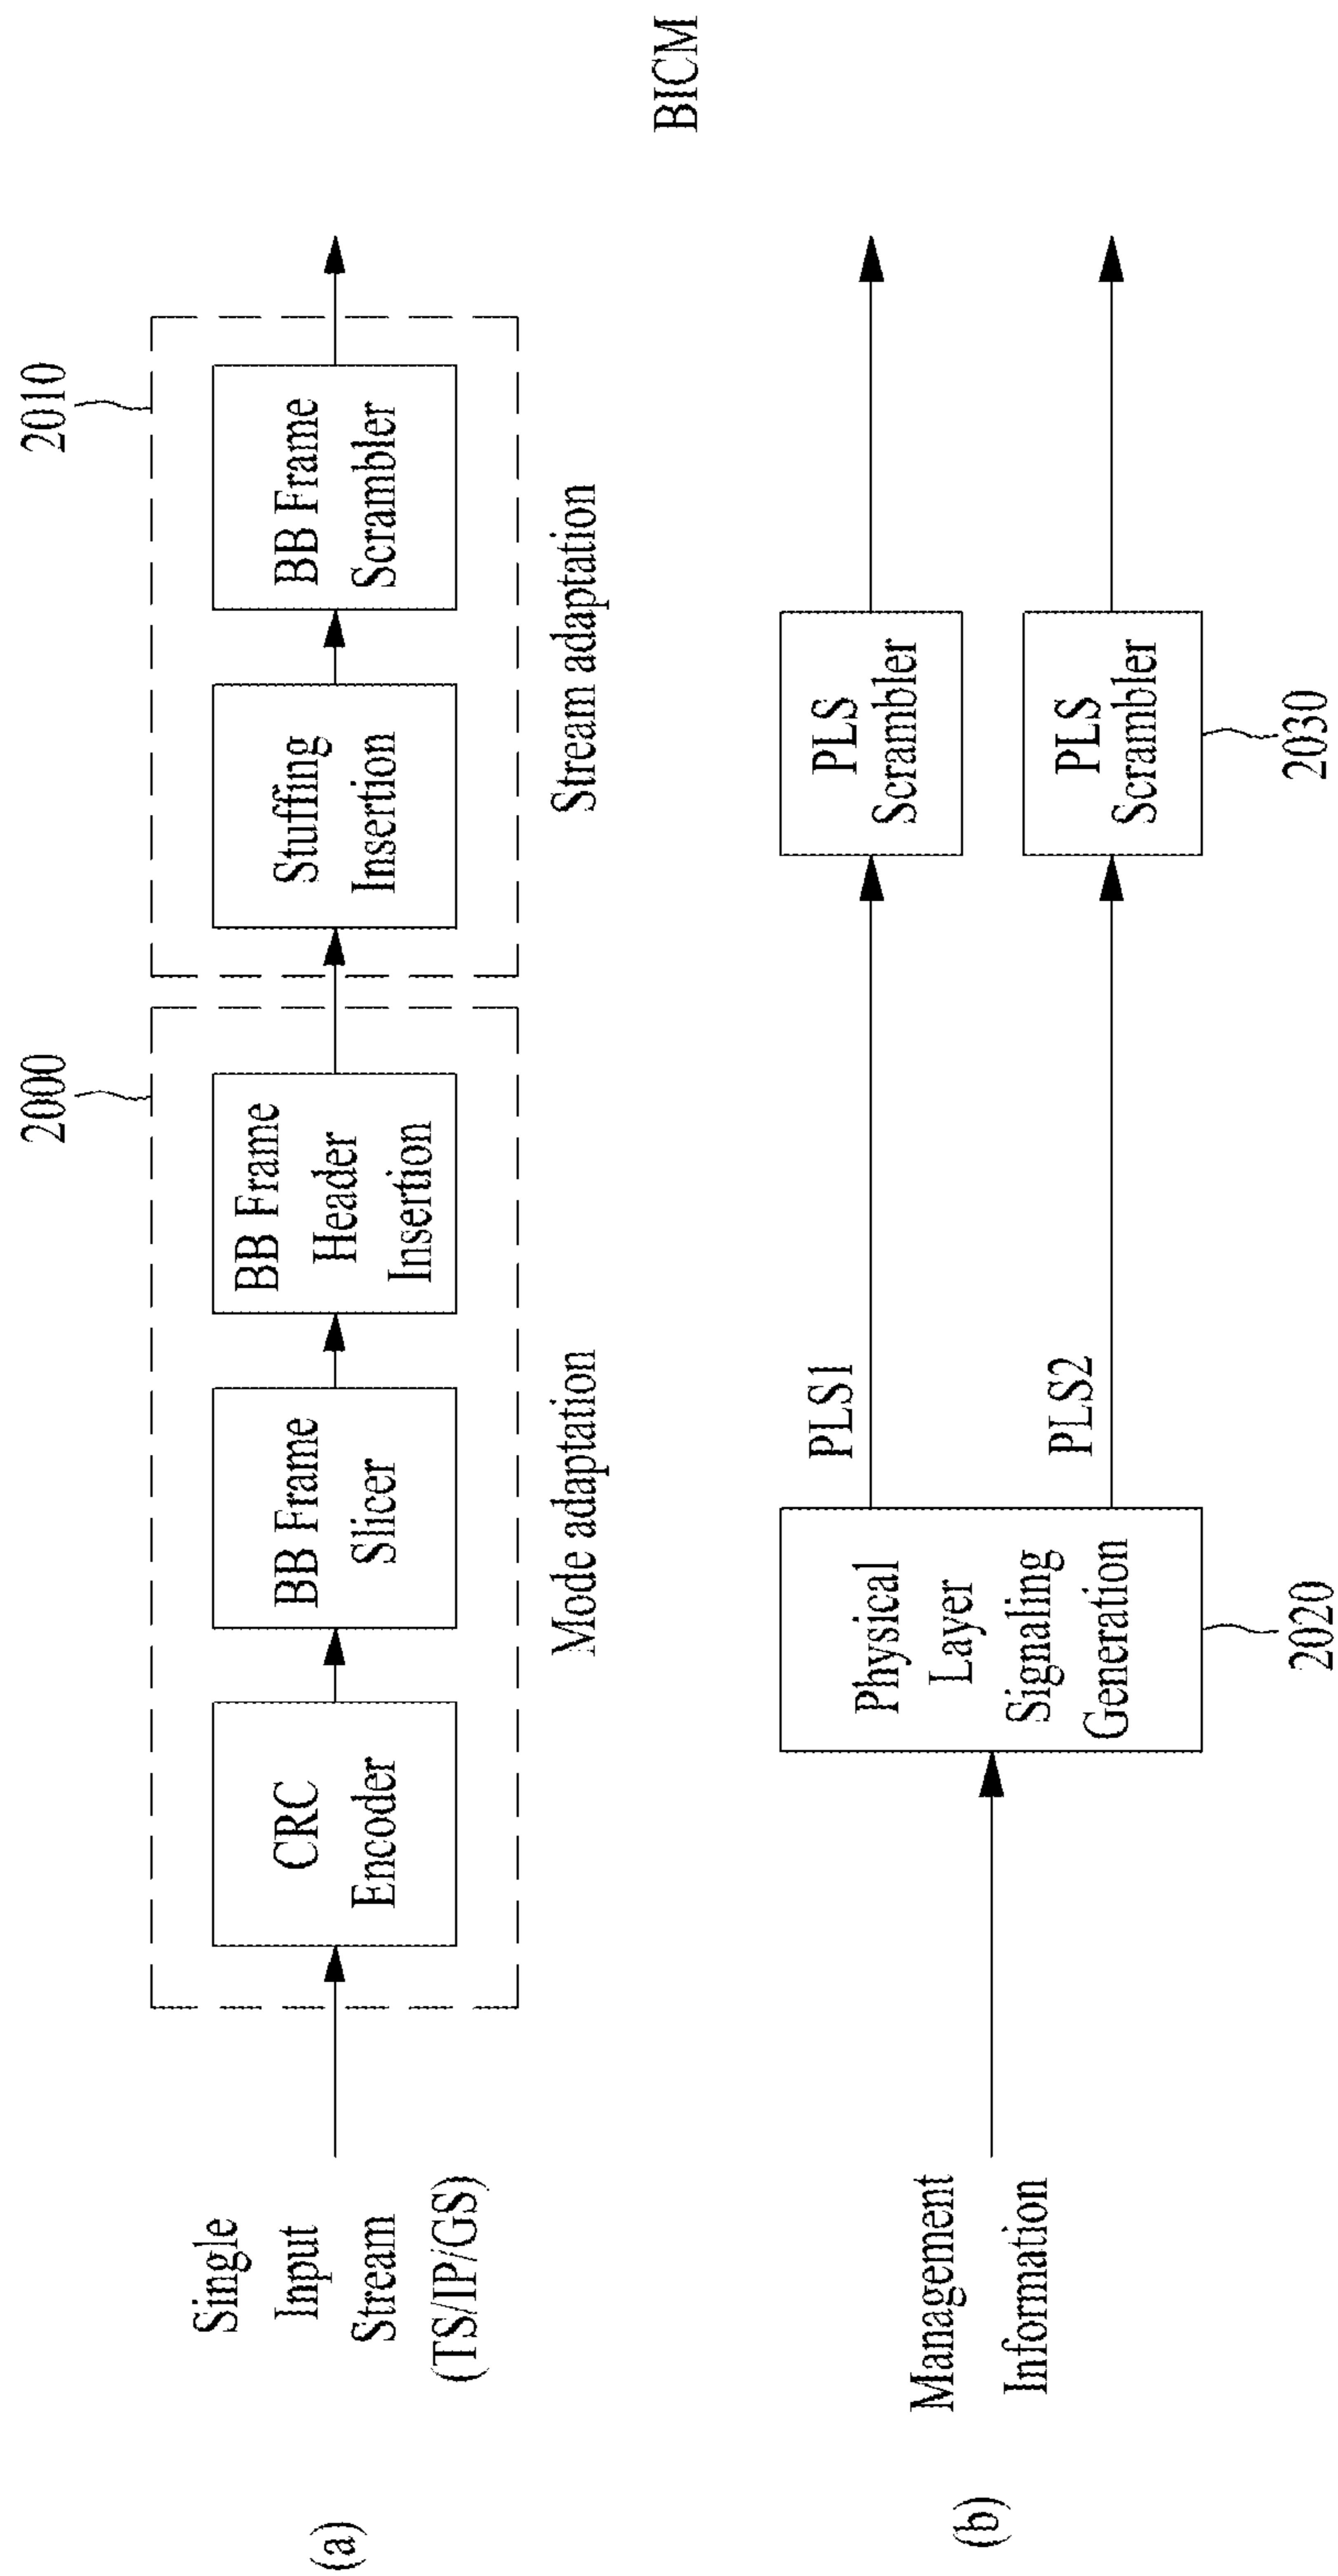 (a)
Single
Input
Stream
(TS/IP/GS)
2000
CRC
Encoder
BB Frame
Slicer
BB Frame
Header
Insertion
Mode adaptation
2010
Stuffing
Insertion
BB Frame
Scrambler
Stream adaptation
BICM
(b)
Management
Information
Physical
Layer
Signaling
Generation
2020
PLS1
PLS2
PLS
Scrambler
PLS
Scrambler
2030